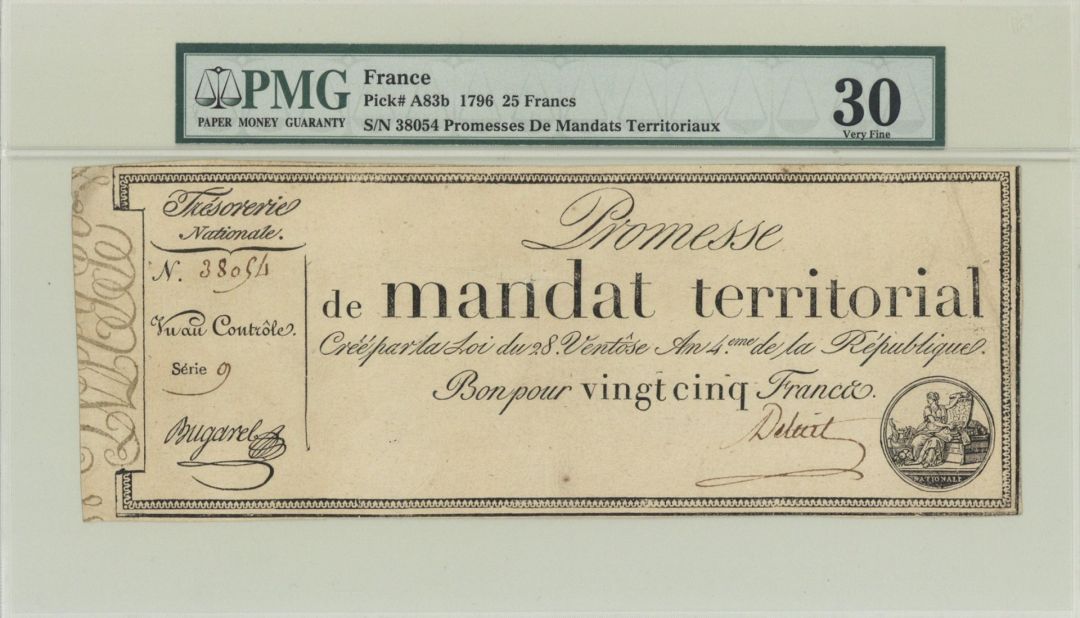 PMG
PAPER MONEY GUARANTY
France
Pick# A83b 1796 25 Francs
S/N 38054 Promesses De Mandats Territoriaux
30
Very Fine
Trésorerie
Nationale.
N. 38054
Vu au Contrôle.
Série 9
Bugarel
Promesse
de mandat territorial
Créé par la Loi du 28. Ventôse An 4.eme de la République.
Bon pour vingt cinq Francs.
NATIONALE